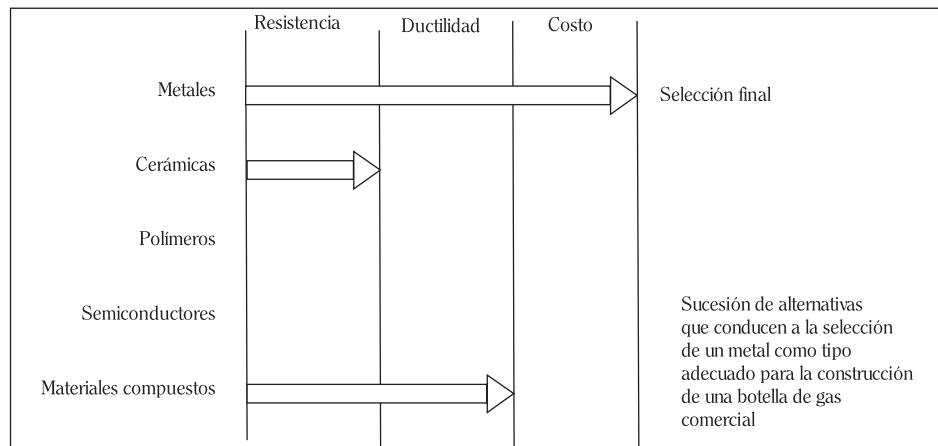 Resistencia
Ductilidad
Costo
Metales
Selección final
Cerámicas
Polímeros
Semiconductores
Materiales compuestos
Sucesión de alternativas
que conducen a la selección
de un metal como tipo
adecuado para la construcción
de una botella de gas
comercial